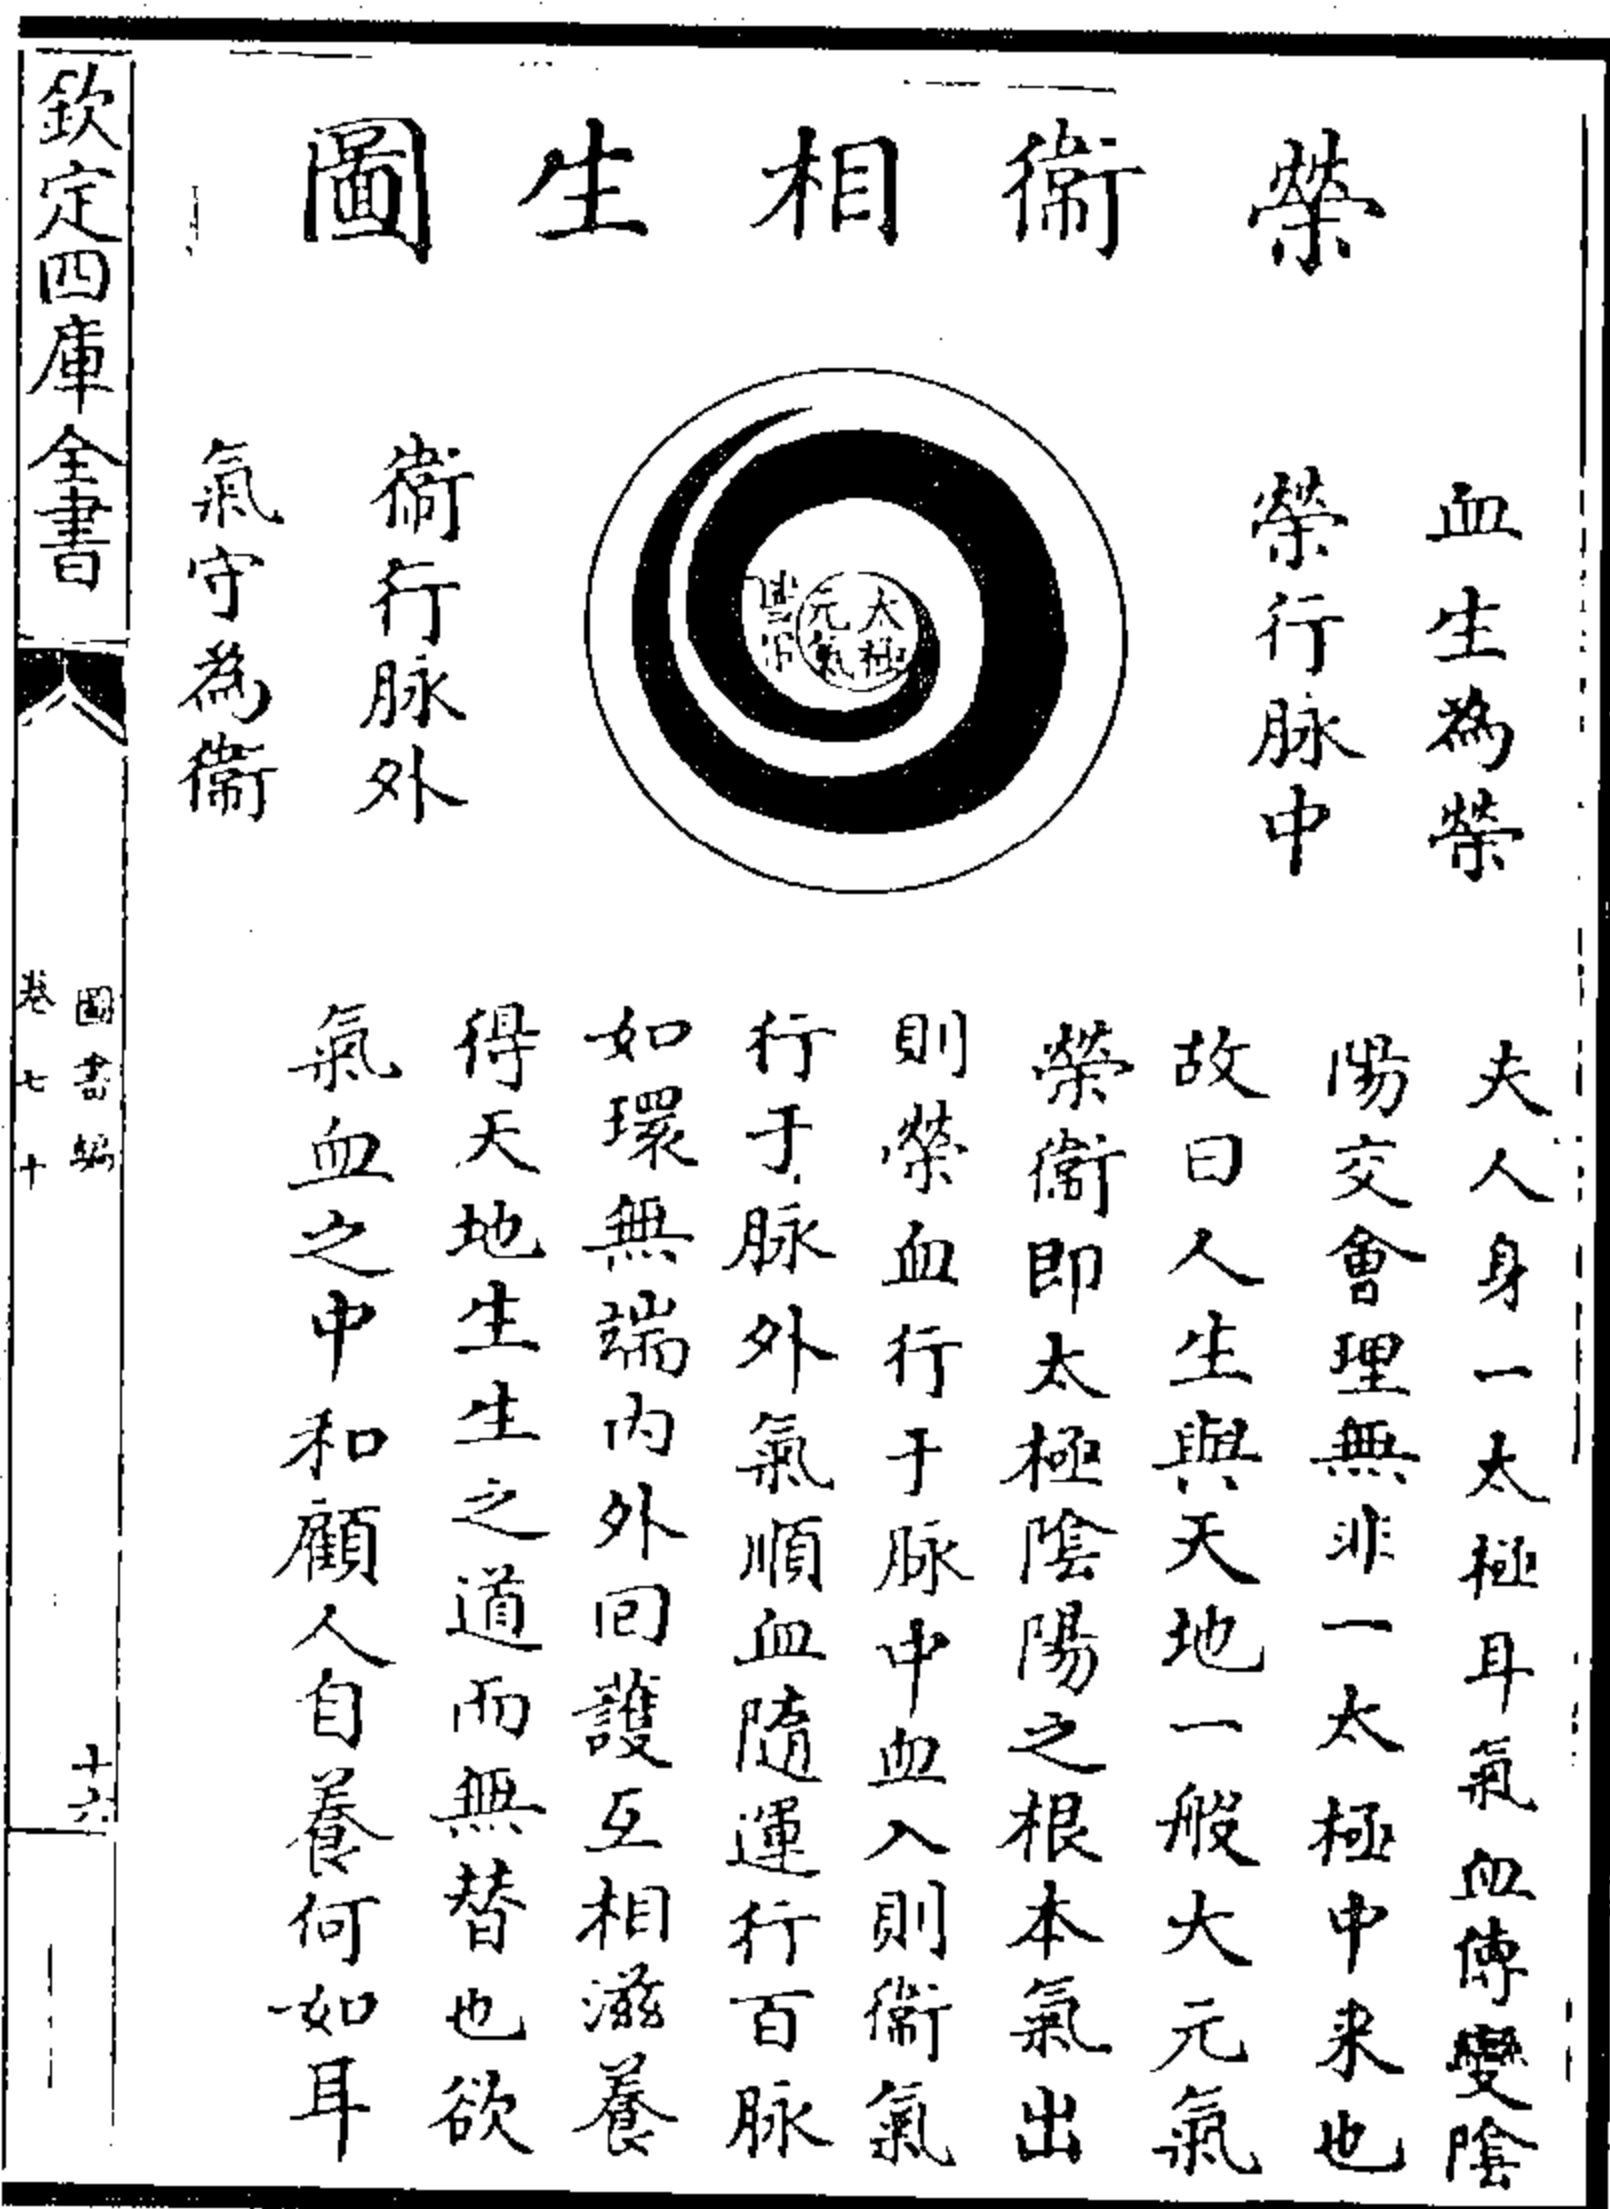 榮衛相生圖
血生為榮
榮行脉中
太極
元氣
衛行脉外
氣守為衛
夫人身一太極耳氣血傳變陰
陽交會理無非一太極中来也
故曰人生與天地一般大元氣
榮衛即太極陰陽之根本氣出
則榮血行于脉中血入則衛氣
行于脉外氣順血隨運行百脉
如環無端內外回護互相滋養
得天地生生之道而無替也欲
氣血之中和顧人自養何如耳
欽定四庫全書
圖書編
卷七十
十六